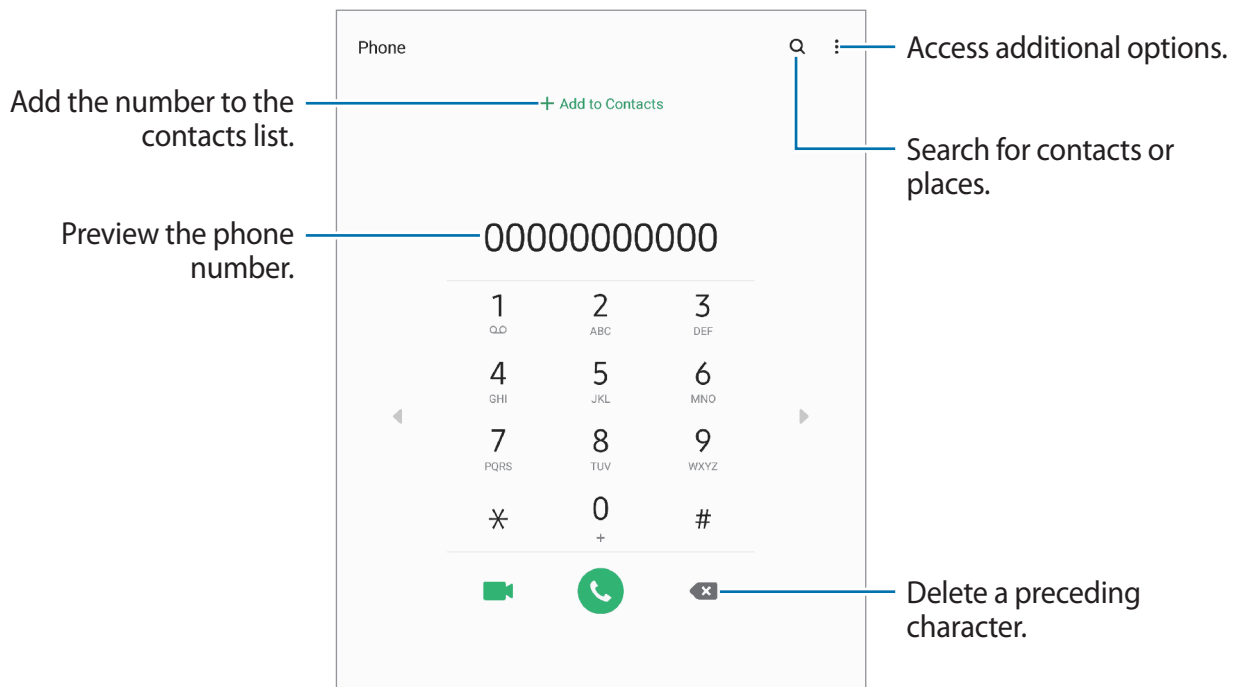 Phone
Access additional options.
+ Add to Contacts
Add the number to the
contacts list.
Search for contacts or
places.
Preview the phone
number.
00000000000
1 2 3
ABC DEF
4 5 6
GHI JKL MNO
7 8 9
PQRS TUV WXYZ
* 0 #
+
Delete a preceding
character.